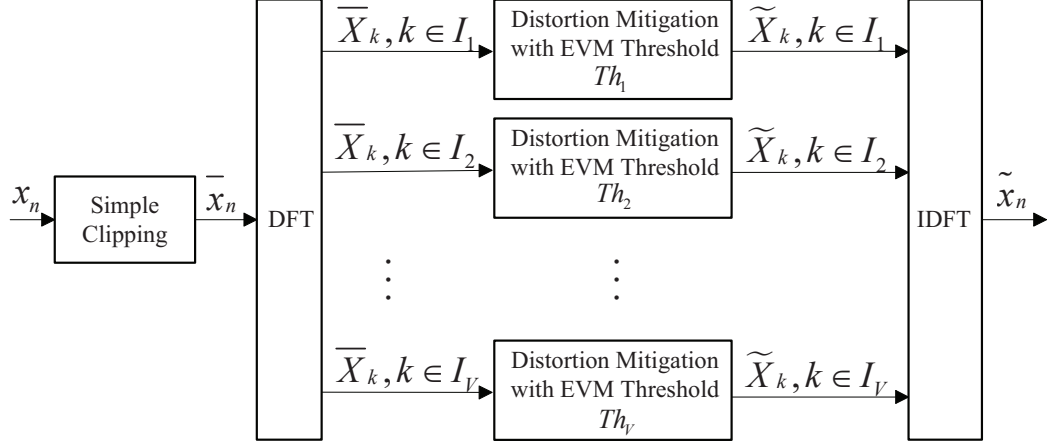 X̅_k, k ∈ I_1
Distortion Mitigation
with EVM Threshold
Th_1
X̃_k, k ∈ I_1
X̅_k, k ∈ I_2
Distortion Mitigation
with EVM Threshold
Th_2
X̃_k, k ∈ I_2
x_n
Simple
Clipping
x̅_n
DFT
IDFT
x̃_n
⋮
⋮
X̅_k, k ∈ I_V
Distortion Mitigation
with EVM Threshold
Th_V
X̃_k, k ∈ I_V